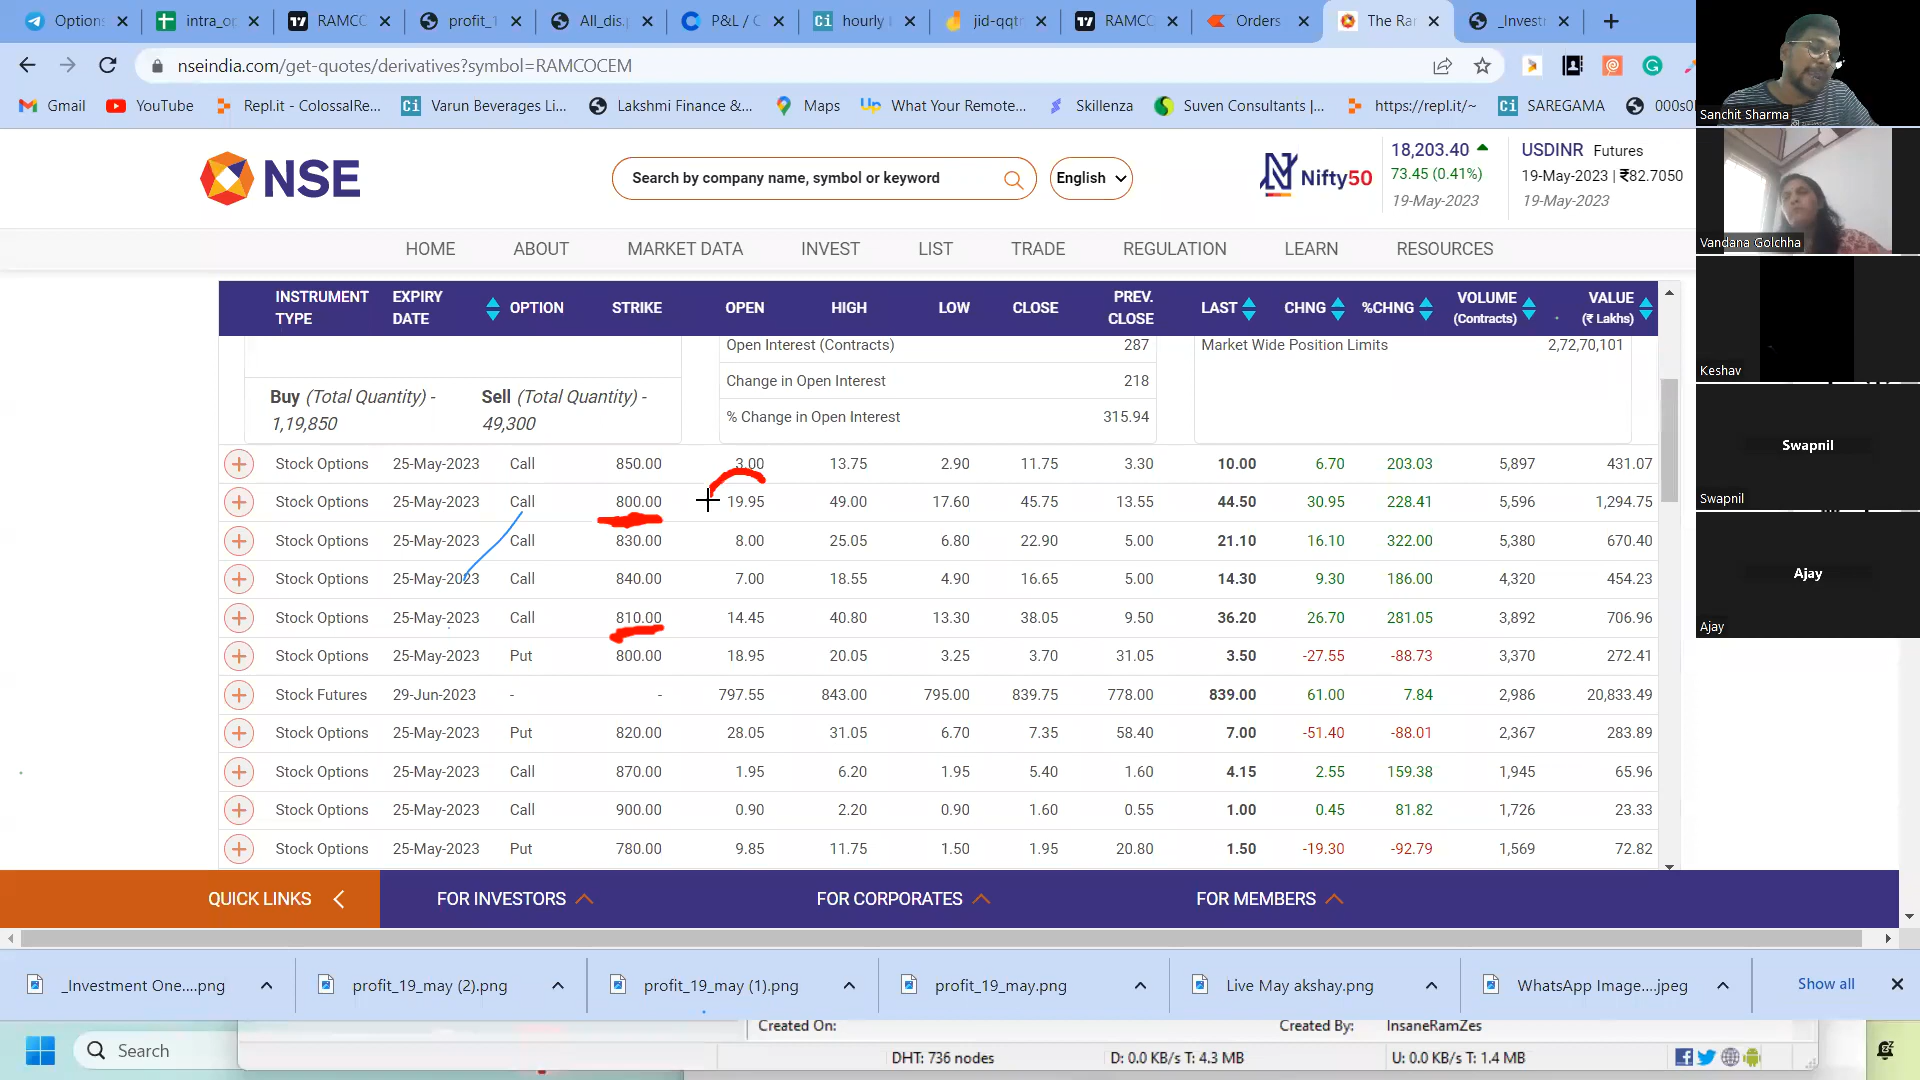 Options intra_o RAMCO profit_1 All_dis. P&L / C hourly jid-qqtr RAMCO Orders The Ra _Invest
nseindia.com/get-quotes/derivatives?symbol=RAMCOCEM
Gmail YouTube Repl.it - ColossalRe... Varun Beverages Li... Lakshmi Finance &... Maps What Your Remote... Skillenza Suven Consultants |... https://repl.it/~ SAREGAMA 000s0
NSE
Search by company name, symbol or keyword
English
Nifty50
18,203.40
73.45 (0.41%)
19-May-2023
USDINR Futures
19-May-2023 | ₹82.7050
19-May-2023
HOME ABOUT MARKET DATA INVEST LIST TRADE REGULATION LEARN RESOURCES
INSTRUMENT TYPE EXPIRY DATE OPTION STRIKE OPEN HIGH LOW CLOSE PREV. CLOSE LAST CHNG %CHNG VOLUME (Contracts) VALUE (₹ Lakhs)
Open Interest (Contracts) 287 Market Wide Position Limits 2,72,70,101
Change in Open Interest 218
Buy (Total Quantity) - 1,19,850 Sell (Total Quantity) - 49,300
% Change in Open Interest 315.94
Stock Options 25-May-2023 Call 850.00 3.00 13.75 2.90 11.75 3.30 10.00 6.70 203.03 5,897 431.07
Stock Options 25-May-2023 Call 800.00 19.95 49.00 17.60 45.75 13.55 44.50 30.95 228.41 5,596 1,294.75
Stock Options 25-May-2023 Call 830.00 8.00 25.05 6.80 22.90 5.00 21.10 16.10 322.00 5,380 670.40
Stock Options 25-May-2023 Call 840.00 7.00 18.55 4.90 16.65 5.00 14.30 9.30 186.00 4,320 454.23
Stock Options 25-May-2023 Call 810.00 14.45 40.80 13.30 38.05 9.50 36.20 26.70 281.05 3,892 706.96
Stock Options 25-May-2023 Put 800.00 18.95 20.05 3.25 3.70 31.05 3.50 -27.55 -88.73 3,370 272.41
Stock Futures 29-Jun-2023 - - 797.55 843.00 795.00 839.75 778.00 839.00 61.00 7.84 2,986 20,833.49
Stock Options 25-May-2023 Put 820.00 28.05 31.05 6.70 7.35 58.40 7.00 -51.40 -88.01 2,367 283.89
Stock Options 25-May-2023 Call 870.00 1.95 6.20 1.95 5.40 1.60 4.15 2.55 159.38 1,945 65.96
Stock Options 25-May-2023 Call 900.00 0.90 2.20 0.90 1.60 0.55 1.00 0.45 81.82 1,726 23.33
Stock Options 25-May-2023 Put 780.00 9.85 11.75 1.50 1.95 20.80 1.50 -19.30 -92.79 1,569 72.82
QUICK LINKS FOR INVESTORS FOR CORPORATES FOR MEMBERS
_Investment One....png profit_19_may (2).png profit_19_may (1).png profit_19_may.png Live May akshay.png WhatsApp Image....jpeg Show all
Created On: Created By: InsaneRamZes
Search
DHT: 736 nodes D: 0.0 KB/s T: 4.3 MB U: 0.0 KB/s T: 1.4 MB
Sanchit Sharma
Vandana Golchha
Keshav
Swapnil
Swapnil
Ajay
Ajay